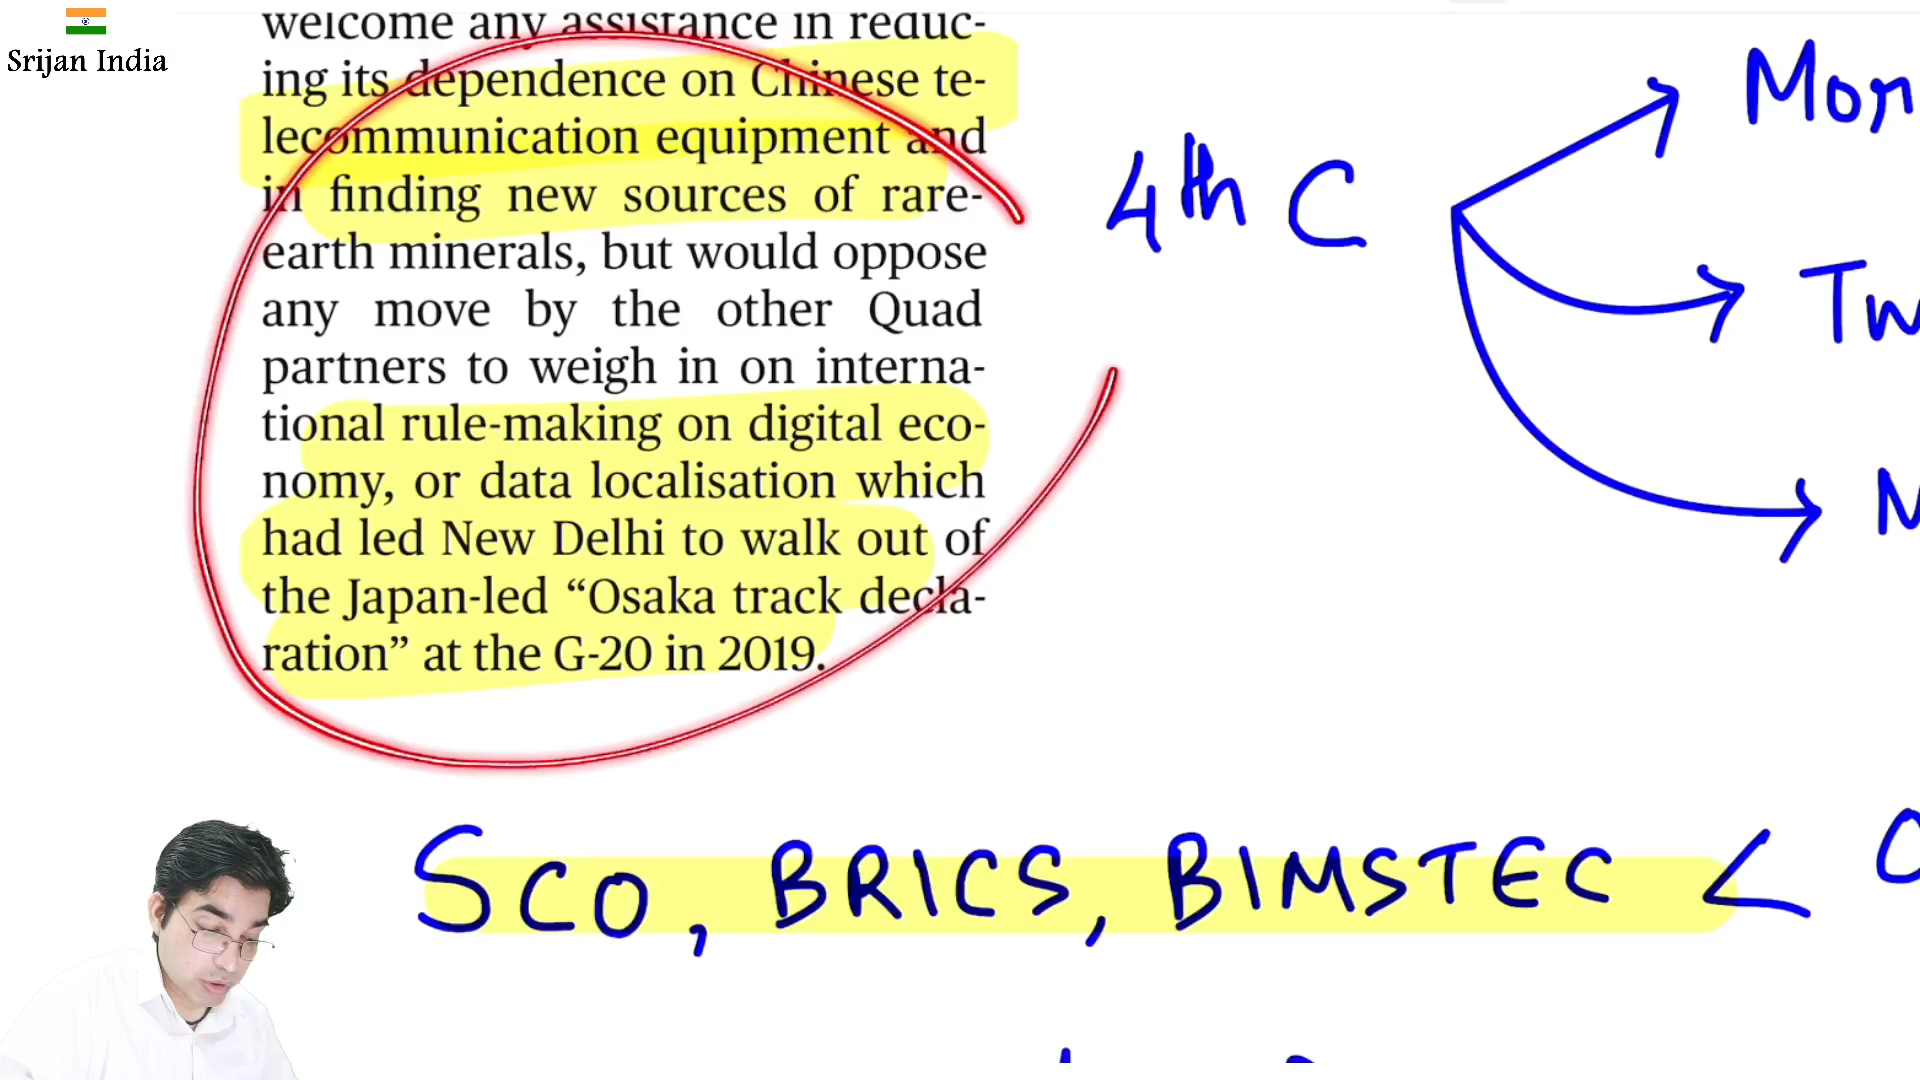 Srijan India
welcome any assistance in reduc-
ing its dependence on Chinese te-
lecommunication equipment and
in finding new sources of rare-
earth minerals, but would oppose
any move by the other Quad
partners to weigh in on interna-
tional rule-making on digital eco-
nomy, or data localisation which
had led New Delhi to walk out of
the Japan-led “Osaka track decla-
ration” at the G-20 in 2019.
4th C
SCO, BRICS, BIMSTEC <